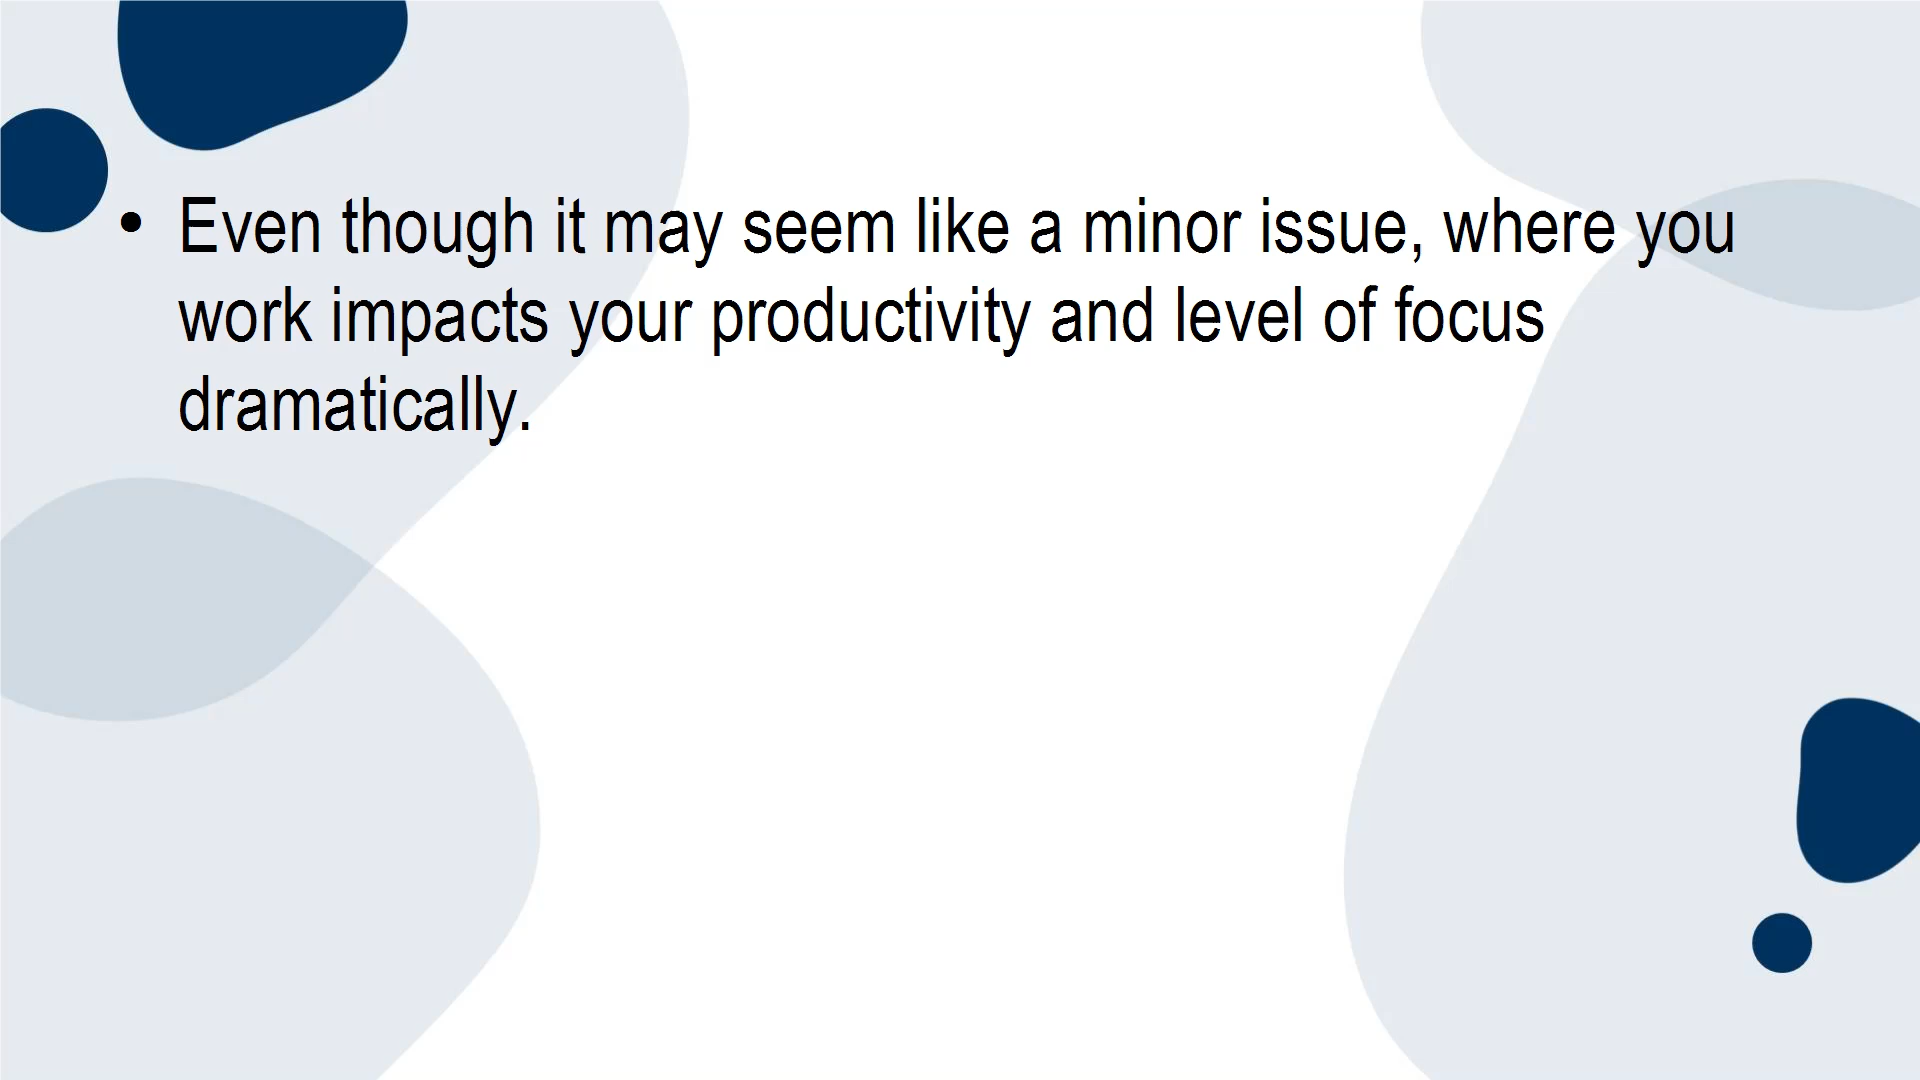 • Even though it may seem like a minor issue, where you
work impacts your productivity and level of focus
dramatically.